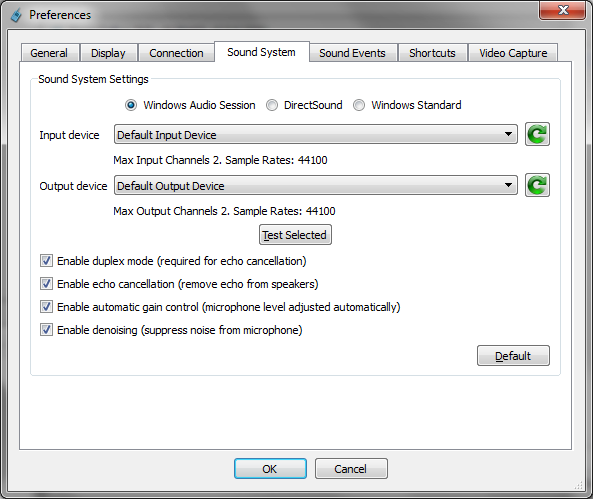 Preferences
General Display Connection Sound System Sound Events Shortcuts Video Capture
Sound System Settings
Windows Audio Session DirectSound Windows Standard
Input device Default Input Device
Max Input Channels 2. Sample Rates: 44100
Output device Default Output Device
Max Output Channels 2. Sample Rates: 44100
Test Selected
Enable duplex mode (required for echo cancellation)
Enable echo cancellation (remove echo from speakers)
Enable automatic gain control (microphone level adjusted automatically)
Enable denoising (suppress noise from microphone)
Default
OK Cancel